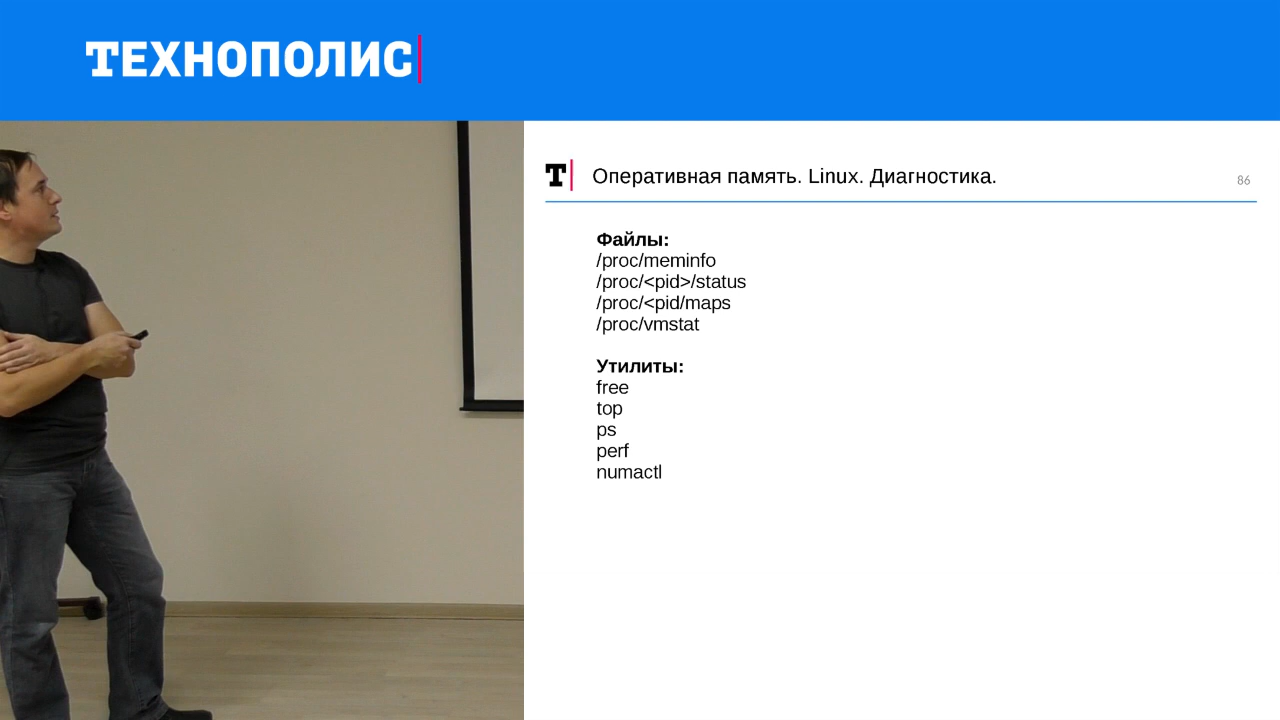 ТЕХНОПОЛИС
Т Оперативная память. Linux. Диагностика. 86
Файлы:
/proc/meminfo
/proc/<pid>/status
/proc/<pid/maps
/proc/vmstat
Утилиты:
free
top
ps
perf
numactl